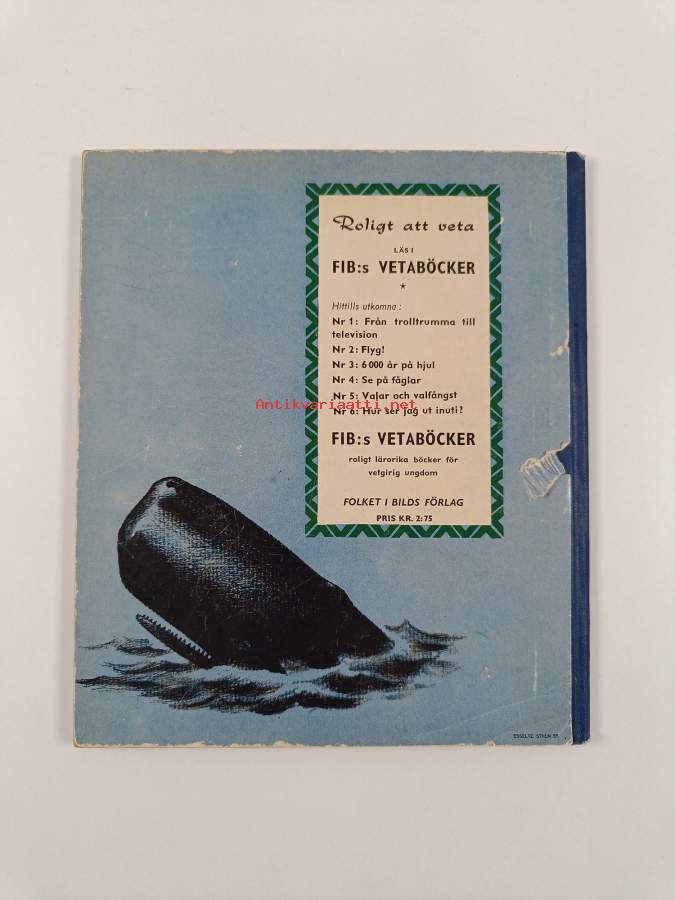 Roligt att veta
LÄS I
FIB:s VETABÖCKER
Hittills utkomna:
Nr 1: Från trolltrumma till
television
Nr 2: Flyg!
Nr 3: 6 000 år på hjul
Nr 4: Se på fåglar
Nr 5: Valar och valfångst
Antikvariaatti.net
Nr 6: Hur ser jag ut inuti?
FIB:s VETABÖCKER
roligt lärorika böcker för
vetgirig ungdom
FOLKET I BILDS FÖRLAG
PRIS KR. 2:75
ESSELTE, STHLM